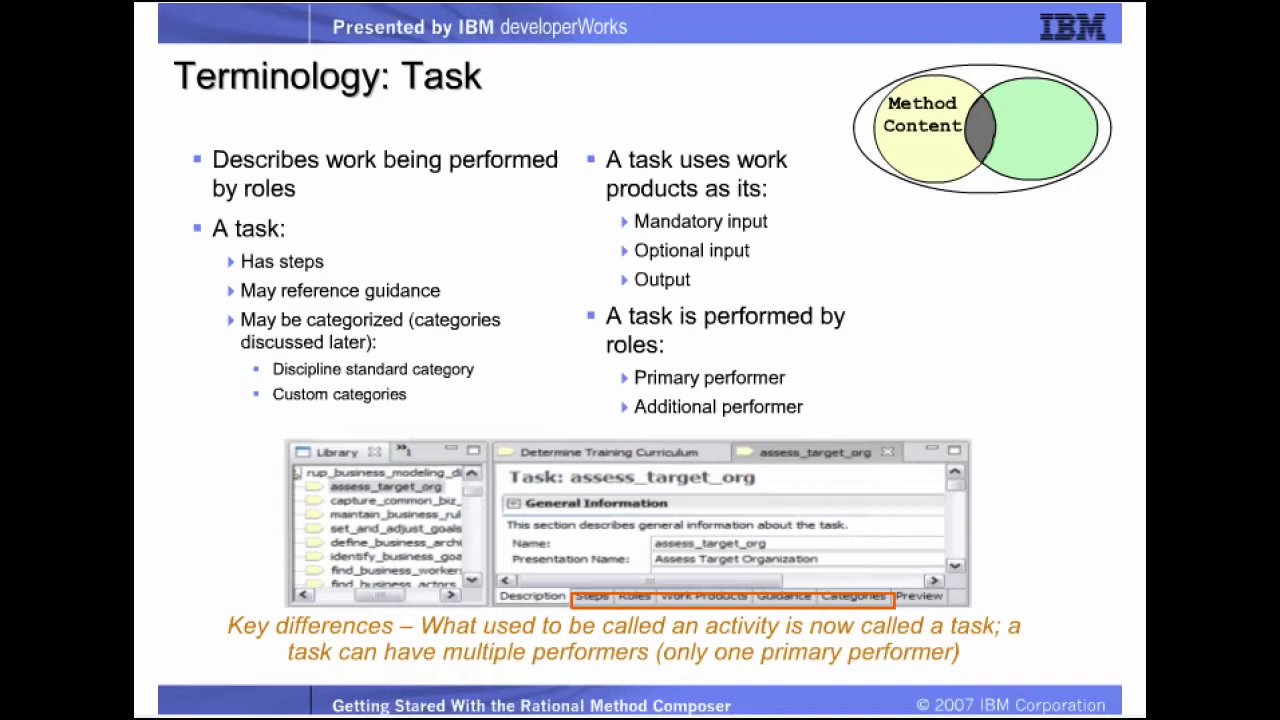 Presented by IBM developerWorks
IBM
Terminology: Task
Method
Content
Describes work being performed
by roles
A task:
Has steps
May reference guidance
May be categorized (categories
discussed later):
Discipline standard category
Custom categories
A task uses work
products as its:
Mandatory input
Optional input
Output
A task is performed by
roles:
Primary performer
Additional performer
Library
rup_business_modeling_di
assess_target_org
capture_common_biz_
maintain_business_rul
set_and_adjust_goals
define_business_archi
identify_business_goa
find_business_workers
find_business_actors
Determine Training Curriculum
assess_target_org
Task: assess_target_org
General Information
This section describes general information about the task.
Name: assess_target_org
Presentation Name: Assess Target Organization
Description Steps Roles Work Products Guidance Categories Preview
Key differences – What used to be called an activity is now called a task; a
task can have multiple performers (only one primary performer)
Getting Stared With the Rational Method Composer
© 2007 IBM Corporation